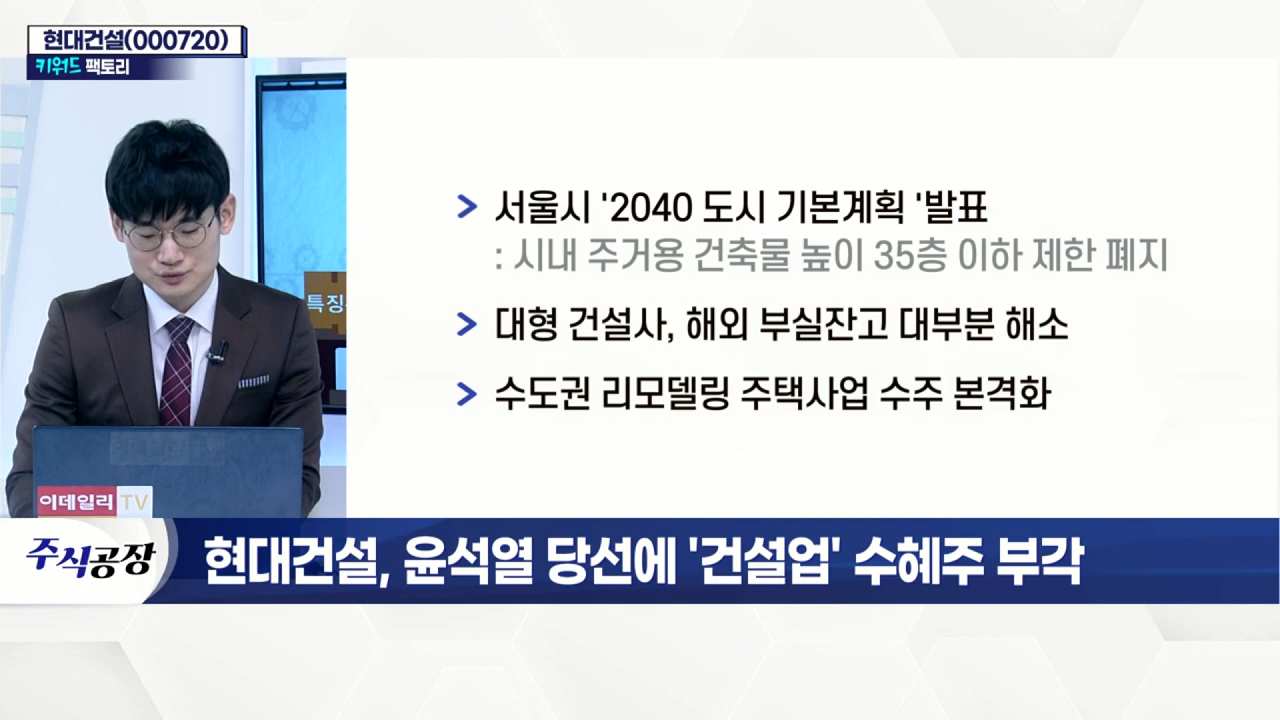 현대건설(000720)
키워드 팩토리
특징
> 서울시 '2040 도시 기본계획 '발표
: 시내 주거용 건축물 높이 35층 이하 제한 폐지
> 대형 건설사, 해외 부실잔고 대부분 해소
> 수도권 리모델링 주택사업 수주 본격화
이데일리 TV
주식공장
현대건설, 윤석열 당선에 '건설업' 수혜주 부각